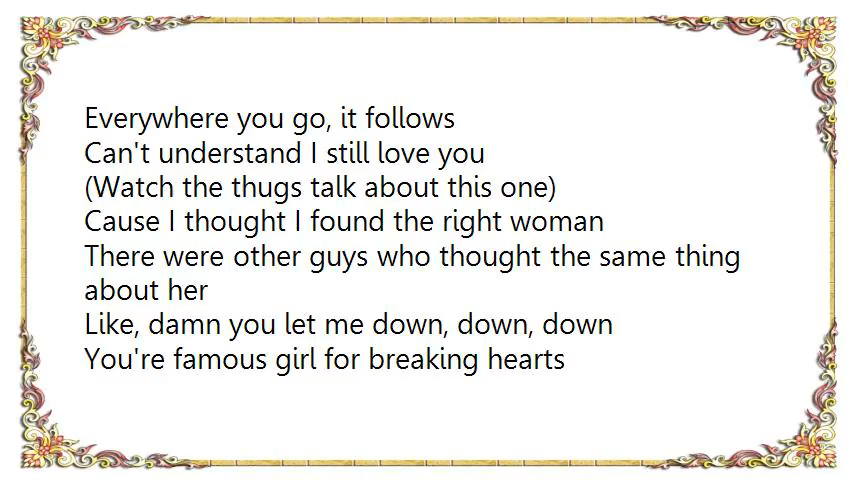 Everywhere you go, it follows
Can't understand I still love you
(Watch the thugs talk about this one)
Cause I thought I found the right woman
There were other guys who thought the same thing
about her
Like, damn you let me down, down, down
You're famous girl for breaking hearts